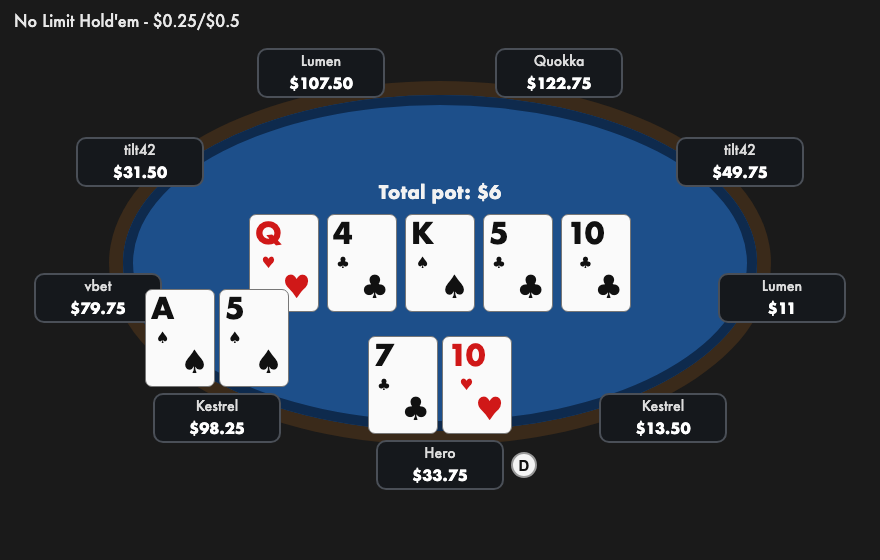 No Limit Hold'em - $0.25/$0.5
Lumen
$107.50
Quokka
$122.75
tilt42
$31.50
tilt42
$49.75
Total pot: $6
Q
4
K
5
10
vbet
$79.75
Lumen
$11
A
5
7
10
Kestrel
$98.25
Kestrel
$13.50
Hero
$33.75
D